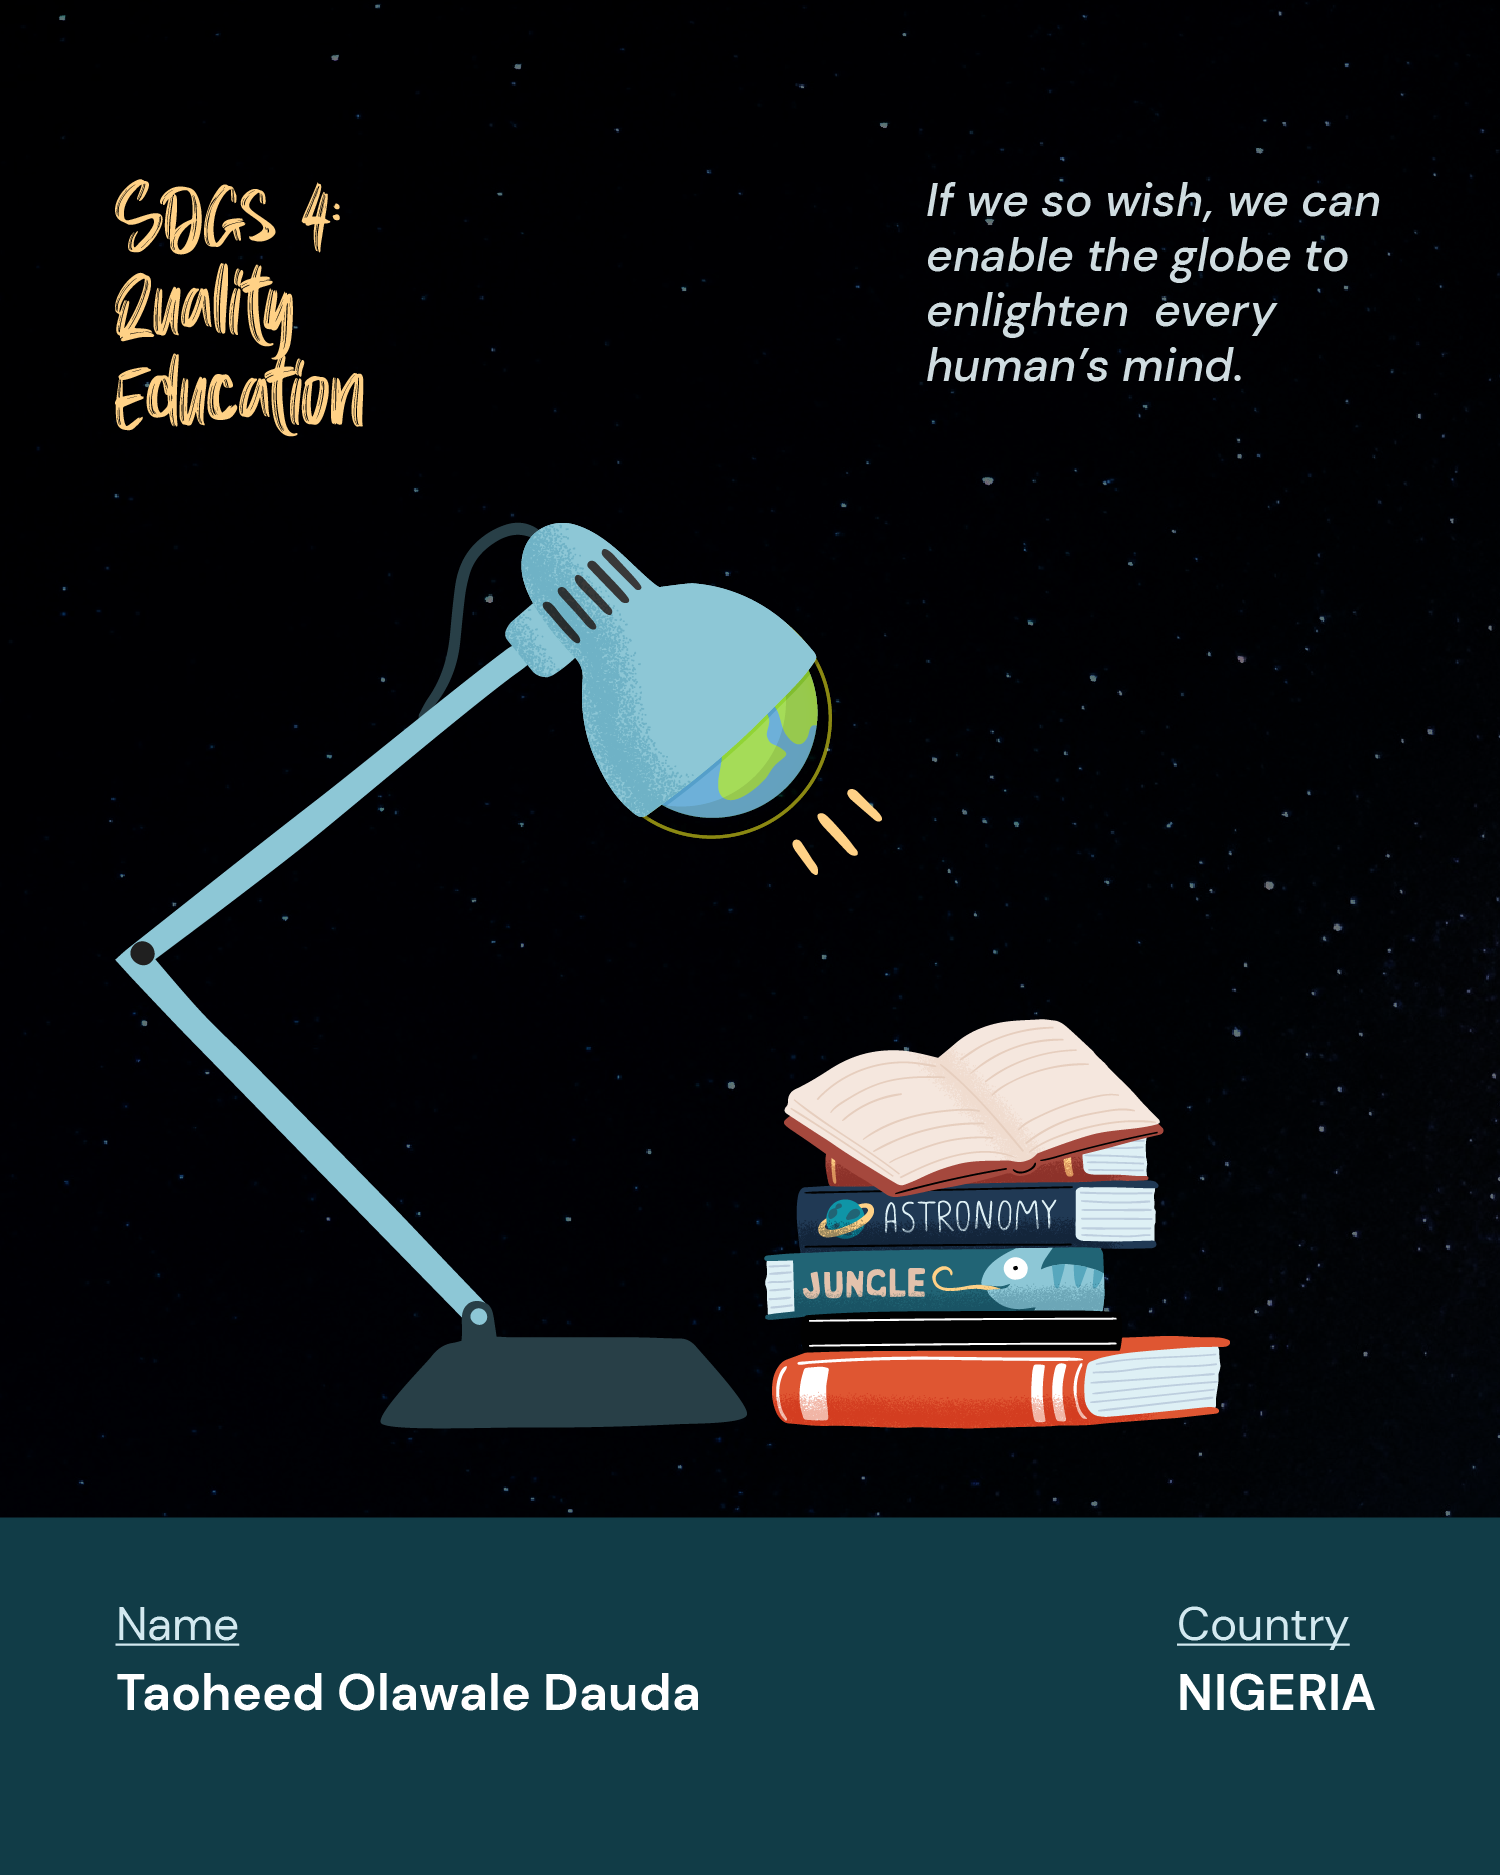 SDGS 4:
Quality
Education
If we so wish, we can
enable the globe to
enlighten  every
human’s mind.
ASTRONOMY
JUNGLE
Name
Taoheed Olawale Dauda
Country
NIGERIA